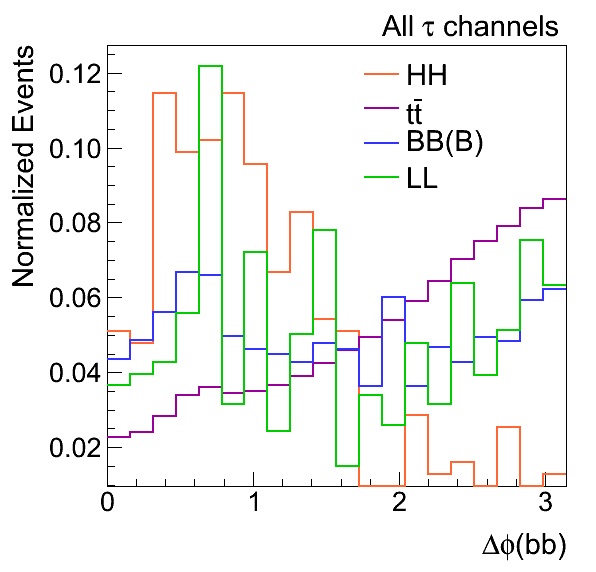 All τ channels
Normalized Events
0.12
0.10
0.08
0.06
0.04
0.02
HH
tt̄
BB(B)
LL
0 1 2 3
Δϕ(bb)